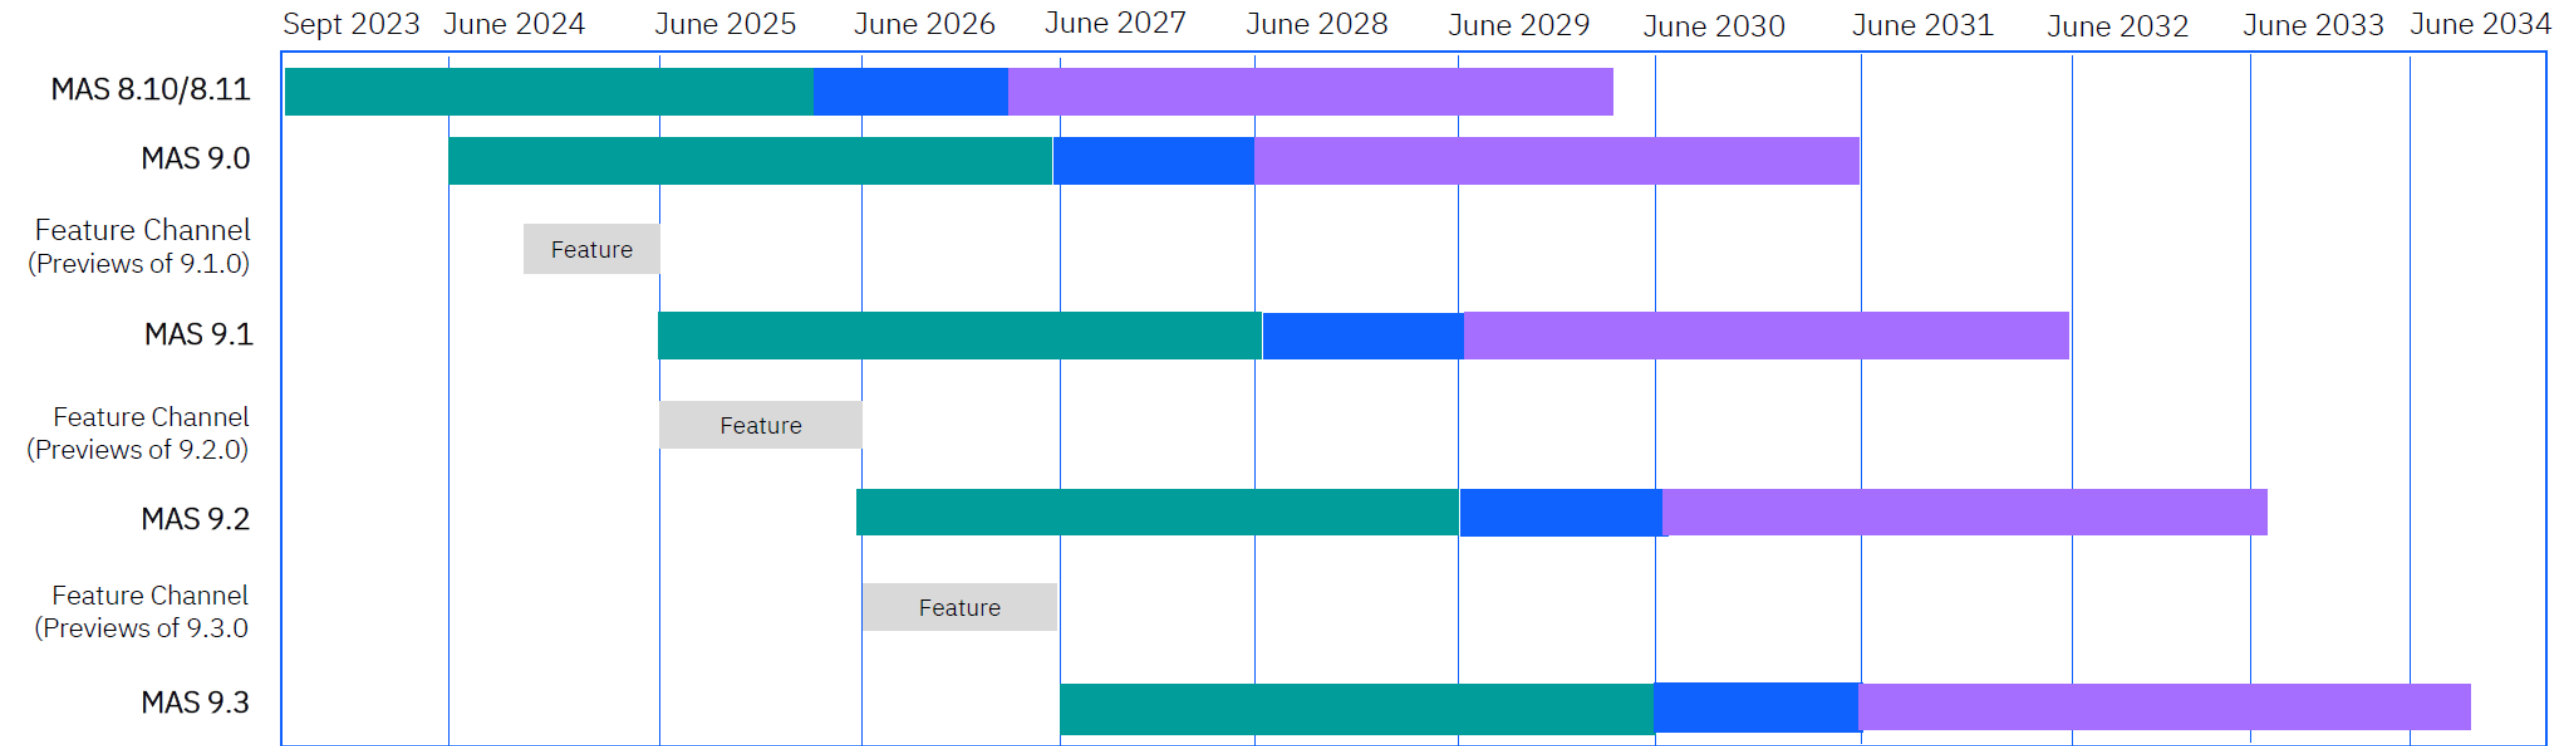 Sept 2023 June 2024 June 2025 June 2026 June 2027 June 2028 June 2029 June 2030 June 2031 June 2032 June 2033 June 2034
MAS 8.10/8.11
MAS 9.0
Feature Channel
(Previews of 9.1.0)
Feature
MAS 9.1
Feature Channel
(Previews of 9.2.0)
Feature
MAS 9.2
Feature Channel
(Previews of 9.3.0
Feature
MAS 9.3